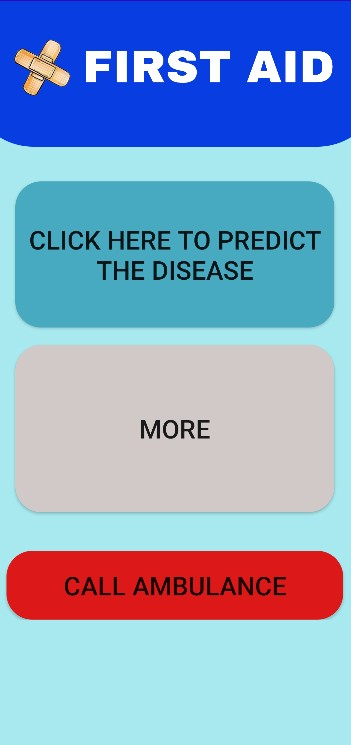 FIRST AID
CLICK HERE TO PREDICT
THE DISEASE
MORE
CALL AMBULANCE